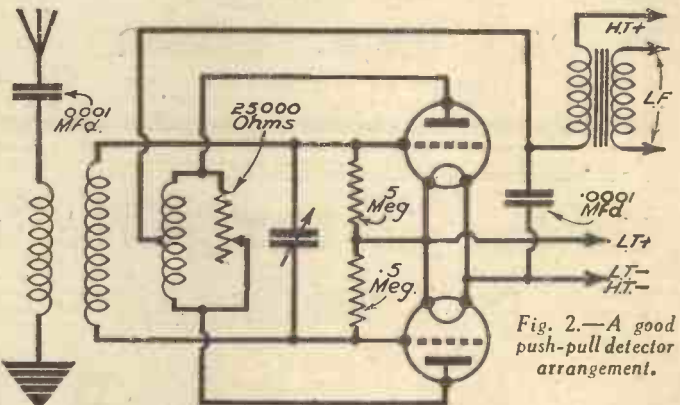 .0001
Mfd.
25000
Ohms
H.T+
L.F
.5
Meg
.5
Meg.
.0001
Mfd
LT+
LT-
H.T.-
Fig. 2.—A good
push-pull detector
arrangement.